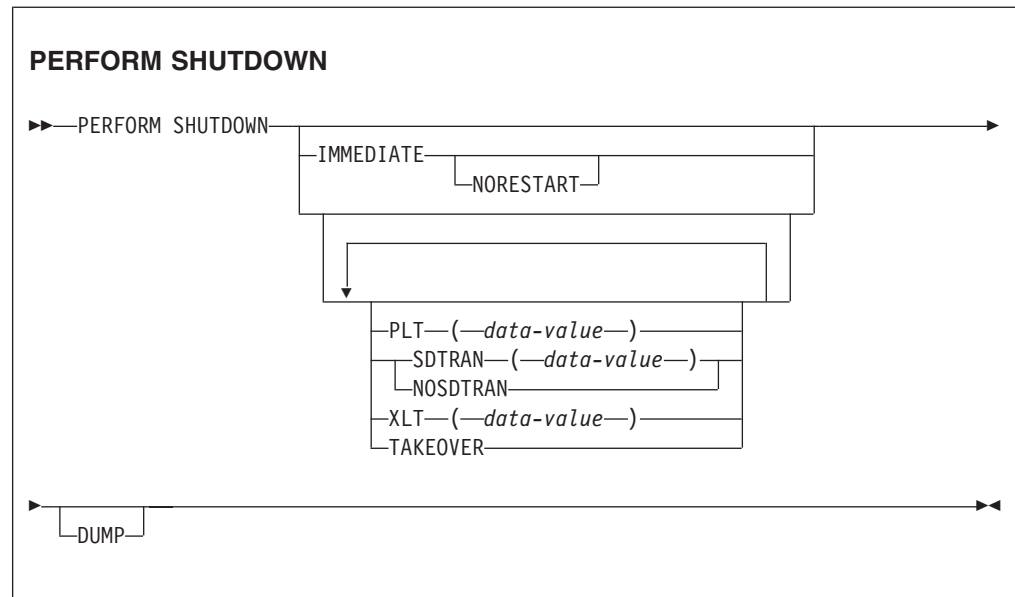 PERFORM SHUTDOWN
PERFORM SHUTDOWN
IMMEDIATE
NORESTART
PLT ( data-value )
SDTRAN ( data-value )
NOSDTRAN
XLT ( data-value )
TAKEOVER
DUMP